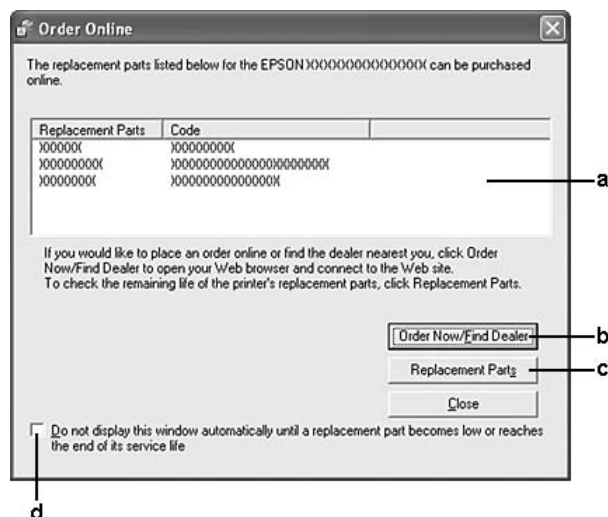 Order Online
The replacement parts listed below for the EPSON XXXXXXXXXXXXXXXX can be purchased
online.
Replacement Parts Code
XXXXXX XXXXXXXXX
XXXXXXXXX XXXXXXXXXXXXXXXXXXXXXXX
XXXXXXXX XXXXXXXXXXXXXXXX
a
If you would like to place an order online or find the dealer nearest you, click Order
Now/Find Dealer to open your Web browser and connect to the Web site.
To check the remaining life of the printer's replacement parts, click Replacement Parts.
Order Now/Find Dealer
b
Replacement Parts
c
Close
Do not display this window automatically until a replacement part becomes low or reaches
the end of its service life
d